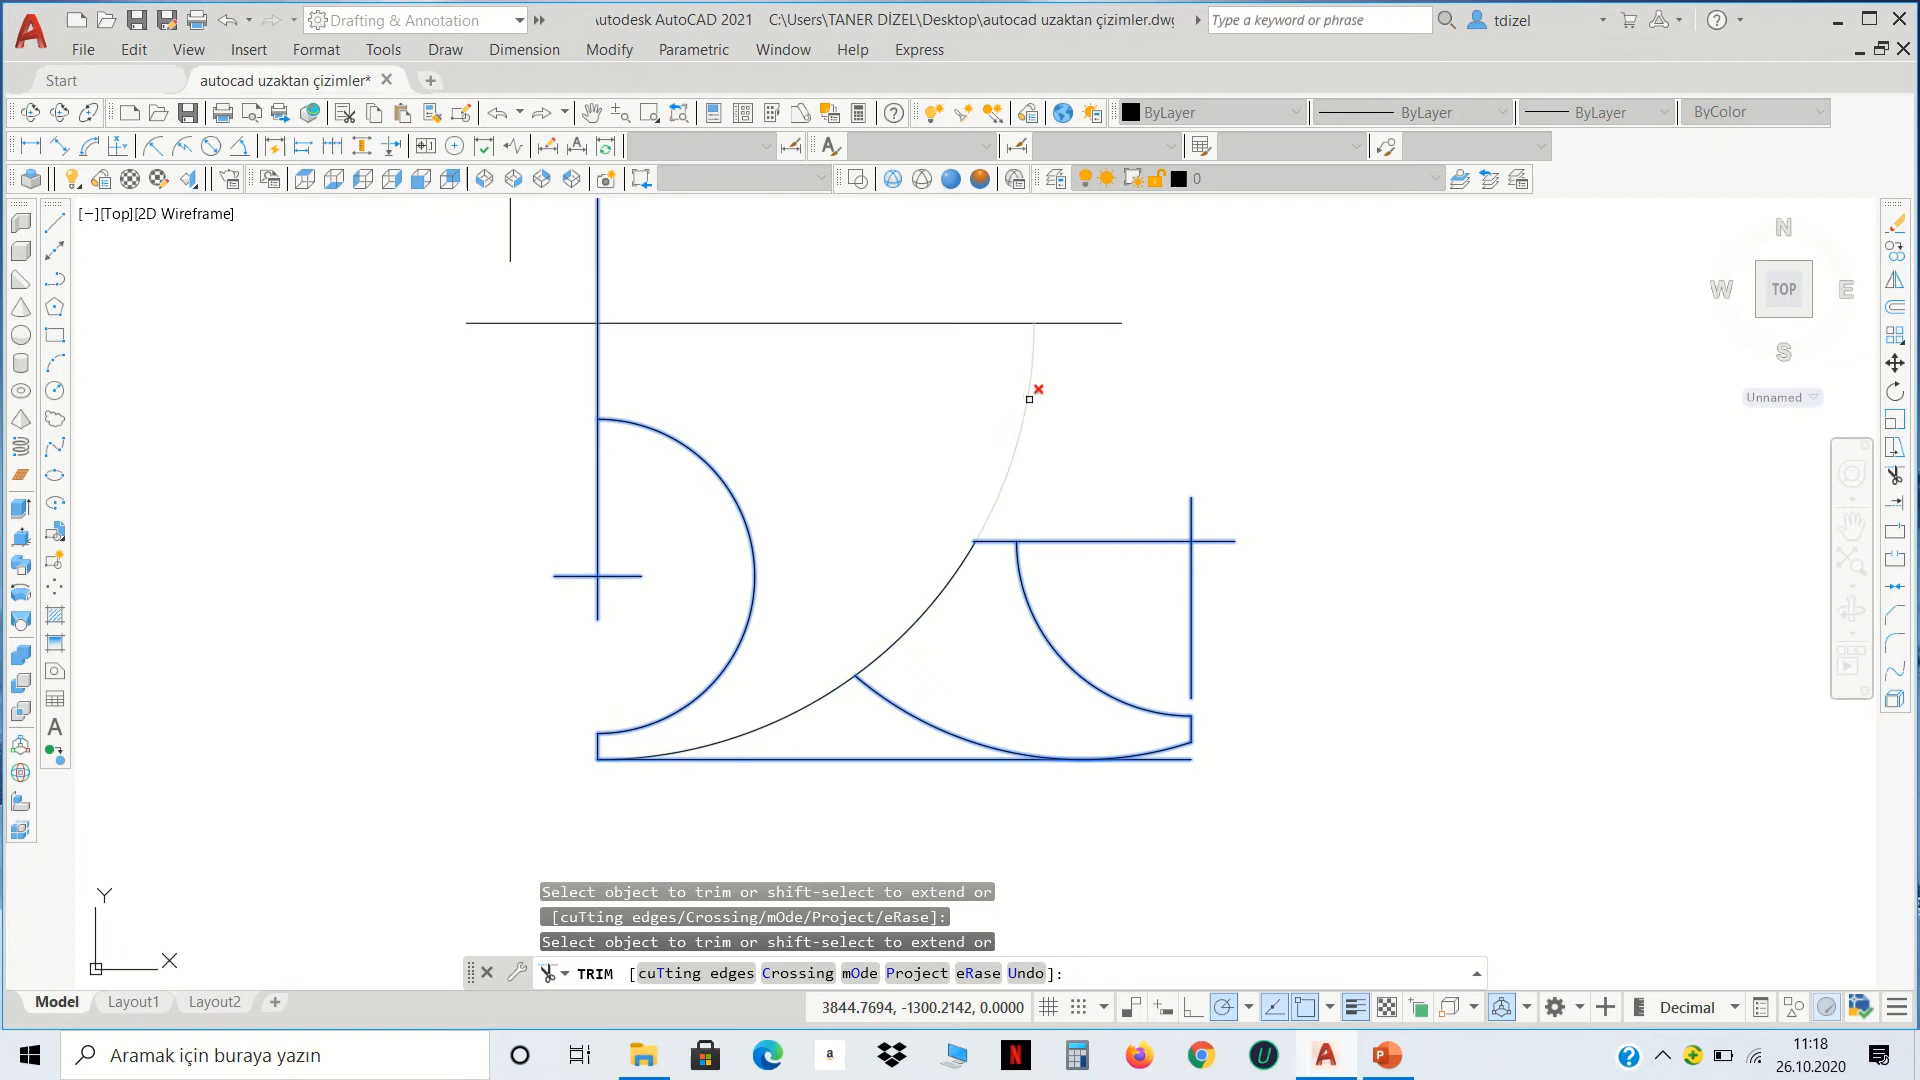 Drafting & Annotation
utodesk AutoCAD 2021 C:\Users\TANER DİZEL\Desktop\autocad uzaktan çizimler.dwg
Type a keyword or phrase
tdizel
File Edit View Insert Format Tools Draw Dimension Modify Parametric Window Help Express
Start
autocad uzaktan çizimler*
ByLayer
ByLayer
ByLayer
ByColor
0
[−][Top][2D Wireframe]
N
W
TOP
E
S
Unnamed
Y
X
Select object to trim or shift-select to extend or
[cuTting edges/Crossing/mOde/Project/eRase]:
Select object to trim or shift-select to extend or
TRIM [cuTting edges Crossing mOde Project eRase Undo]:
Model Layout1 Layout2
3844.7694, -1300.2142, 0.0000
Decimal
Aramak için buraya yazın
11:18
26.10.2020